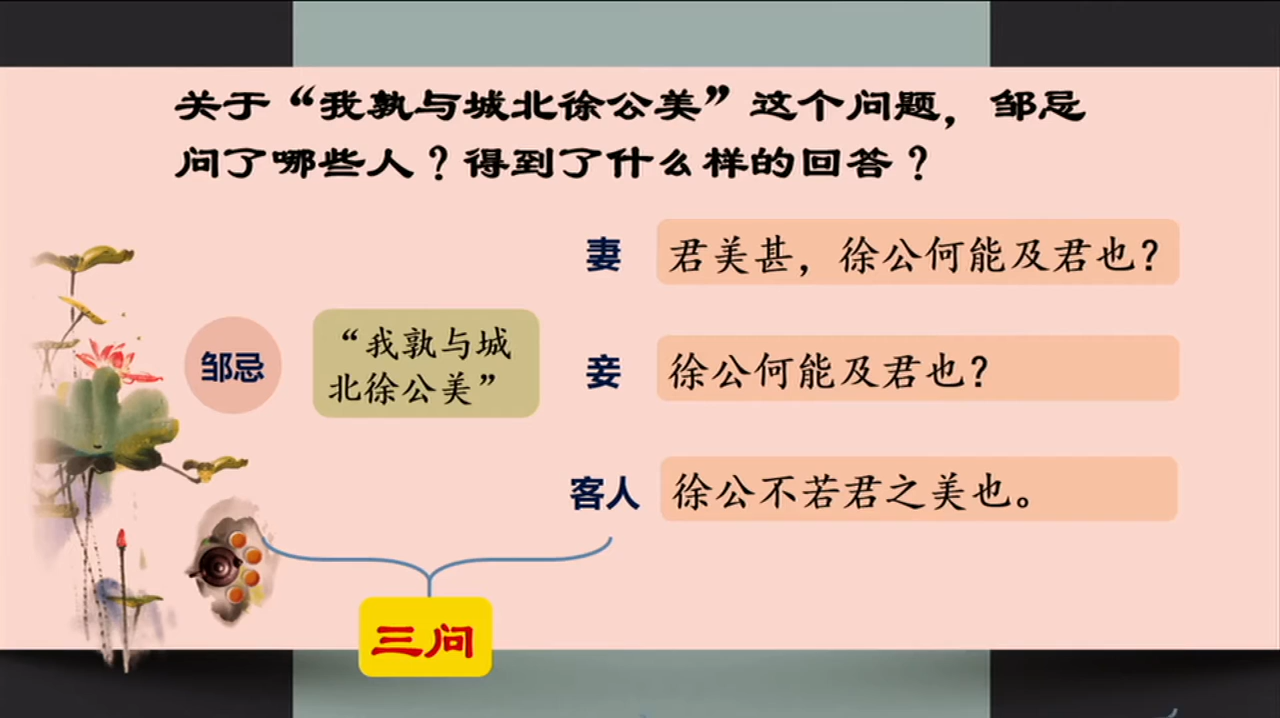 关于“我孰与城北徐公美”这个问题，邹忌
问了哪些人？得到了什么样的回答？
妻
君美甚，徐公何能及君也？
邹忌
“我孰与城
北徐公美”
妾
徐公何能及君也？
客人
徐公不若君之美也。
三问